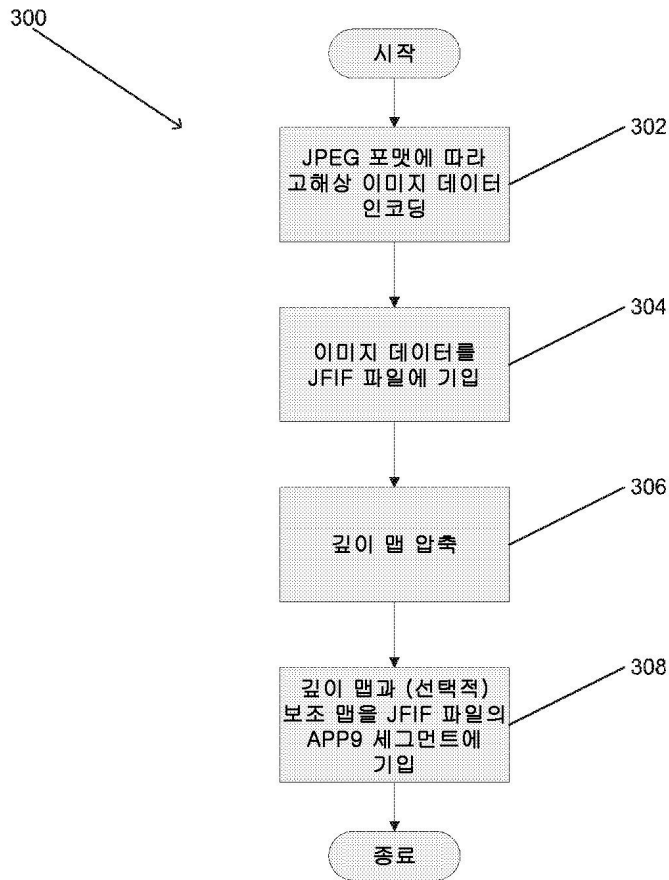 300
시작
302
JPEG 포맷에 따라
고해상 이미지 데이터
인코딩
304
이미지 데이터를
JFIF 파일에 기입
306
깊이 맵 압축
308
깊이 맵과 (선택적)
보조 맵을 JFIF 파일의
APP9 세그먼트에
기입
종료